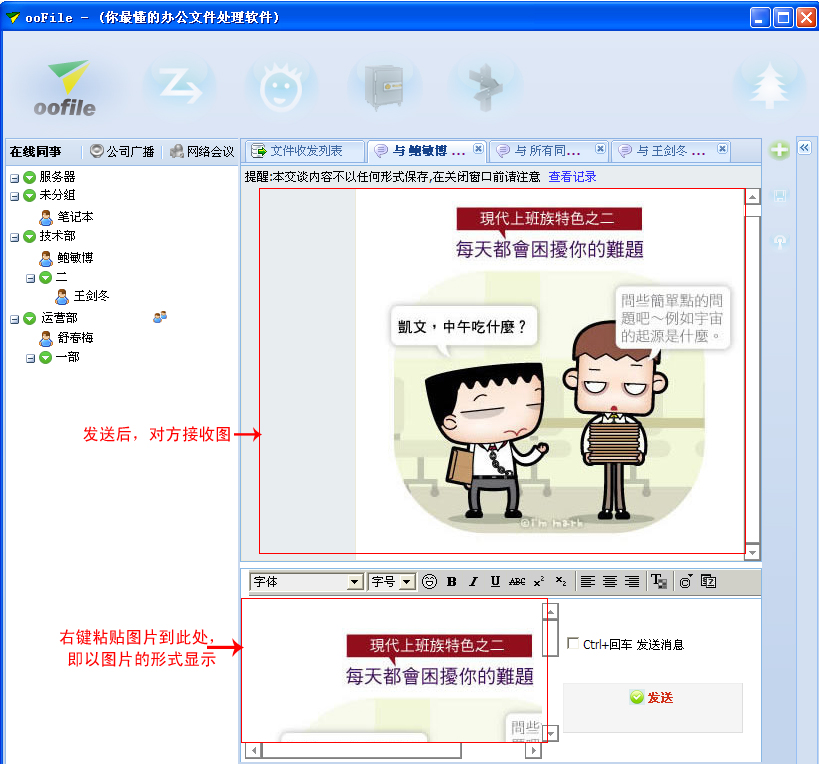 ooFile - (你最懂的办公文件处理软件)
oofile
在线同事
公司广播
网络会议
文件收发列表
与 鲍敏博 ...
与 所有同...
与 王剑冬 ...
服务器
未分组
笔记本
技术部
鲍敏博
二
王剑冬
运营部
舒春梅
一部
提醒:本交谈内容不以任何形式保存,在关闭窗口前请注意 查看记录
現代上班族特色之二
每天都會困擾你的難題
凱文，中午吃什麼？
問些簡單點的問
題吧～例如宇宙
的起源是什麼。
@i'm mark
发送后，对方接收图
字体
字号
B I U ABC x² x₂
右键粘贴图片到此处，
即以图片的形式显示
現代上班族特色之二
每天都會困擾你的難題
問些
Ctrl+回车 发送消息
发送